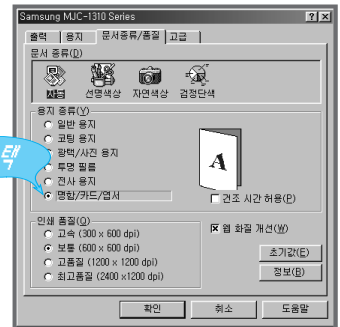 Samsung MJC-1310 Series
출력 용지 문서종류/품질 고급
문서 종류(D)
선명색상 자연색상 검정단색
용지 종류(Y)
일반 용지
코팅 용지
광택/사진 용지
투명 필름
전사 용지
명함/카드/엽서
A
건조 시간 허용(P)
택
인쇄 품질(Q)
고속 (300 x 600 dpi)
보통 (600 x 600 dpi)
고품질 (1200 x 1200 dpi)
최고품질 (2400 x1200 dpi)
웹 화질 개선(W)
초기값(E)
정보(B)
확인 취소 도움말